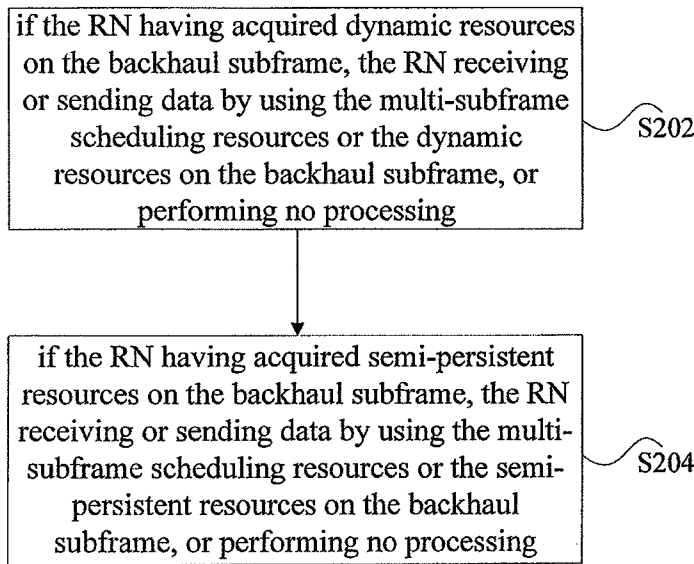 if the RN having acquired dynamic resources
on the backhaul subframe, the RN receiving
or sending data by using the multi-subframe
scheduling resources or the dynamic
resources on the backhaul subframe, or
performing no processing
S202
if the RN having acquired semi-persistent
resources on the backhaul subframe, the RN
receiving or sending data by using the multi-
subframe scheduling resources or the semi-
persistent resources on the backhaul
subframe, or performing no processing
S204